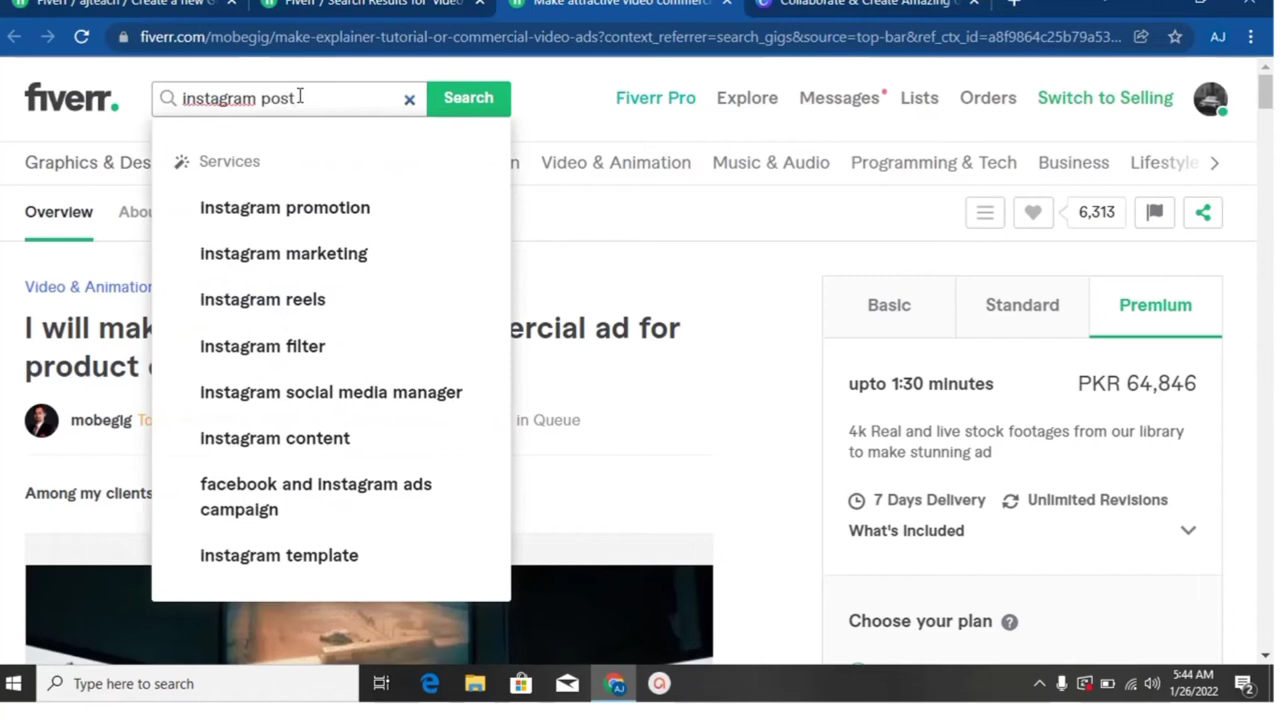 Fiverr / ajteach / Create a new G
Fiverr / Search Results for 'video
Make attractive video commerc
Collaborate & Create Amazing G
fiverr.com/mobegig/make-explainer-tutorial-or-commercial-video-ads?context_referrer=search_gigs&source=top-bar&ref_ctx_id=a8f9864c25b79a53...
AJ
fiverr.
instagram post
Search
Fiverr Pro
Explore
Messages
Lists
Orders
Switch to Selling
Graphics & Des
n
Video & Animation
Music & Audio
Programming & Tech
Business
Lifestyle
Services
instagram promotion
instagram marketing
instagram reels
instagram filter
instagram social media manager
instagram content
facebook and instagram ads
campaign
instagram template
Overview
Abou
6,313
Video & Animation
I will mak
ercial ad for
product
mobegig
To
in Queue
Among my clients
Basic
Standard
Premium
upto 1:30 minutes
PKR 64,846
4k Real and live stock footages from our library
to make stunning ad
7 Days Delivery
Unlimited Revisions
What's Included
Choose your plan
?
Type here to search
AJ
5:44 AM
1/26/2022
2